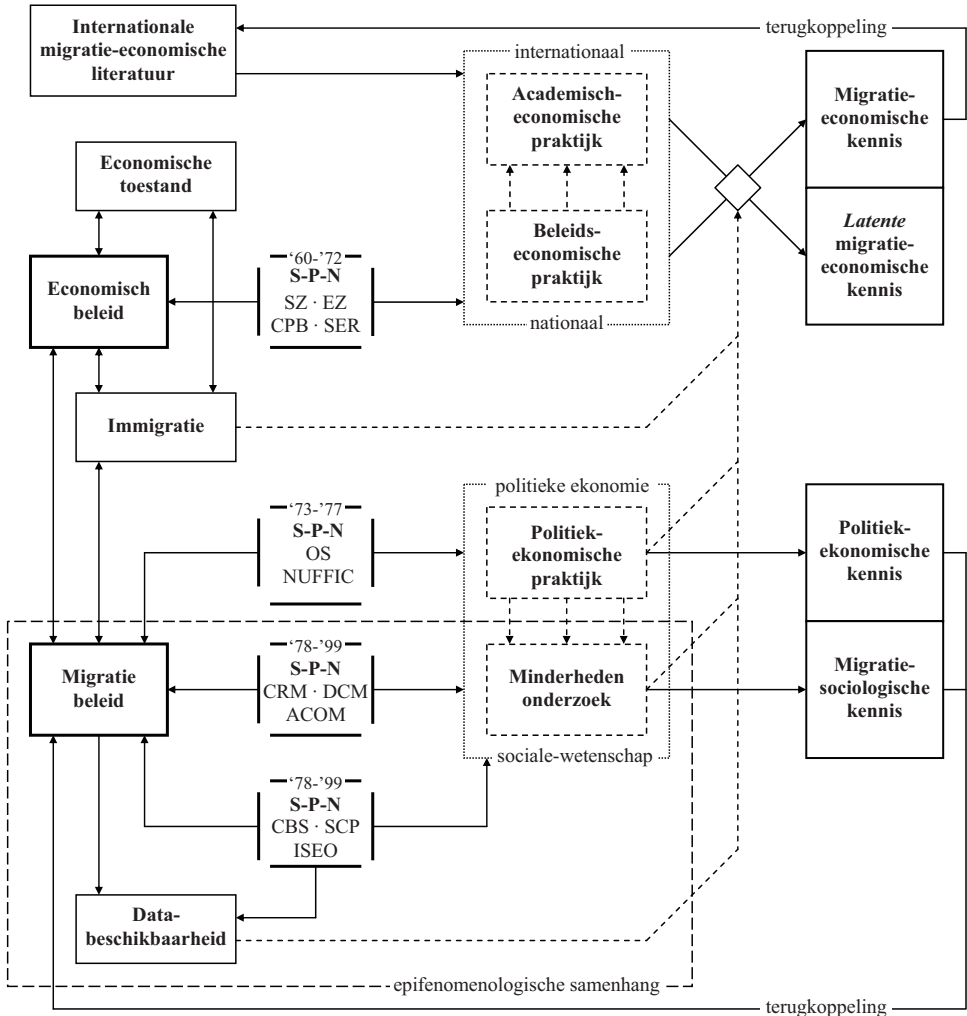 Internationale
migratie-economische
literatuur
terugkoppeling
internationaal
Academisch-
economische
praktijk
Migratie-
economische
kennis
Economische
toestand
Beleids-
economische
praktijk
Latente
migratie-
economische
kennis
Economisch
beleid
‘60-’72
S-P-N
SZ · EZ
CPB · SER
nationaal
Immigratie
politieke ekonomie
‘73-’77
S-P-N
OS
NUFFIC
Politiek-
ekonomische
praktijk
Politiek-
ekonomische
kennis
Migratie
beleid
‘78-’99
S-P-N
CRM · DCM
ACOM
Minderheden
onderzoek
Migratie-
sociologische
kennis
sociale-wetenschap
‘78-’99
S-P-N
CBS · SCP
ISEO
Data-
beschikbaarheid
epifenomenologische samenhang
terugkoppeling